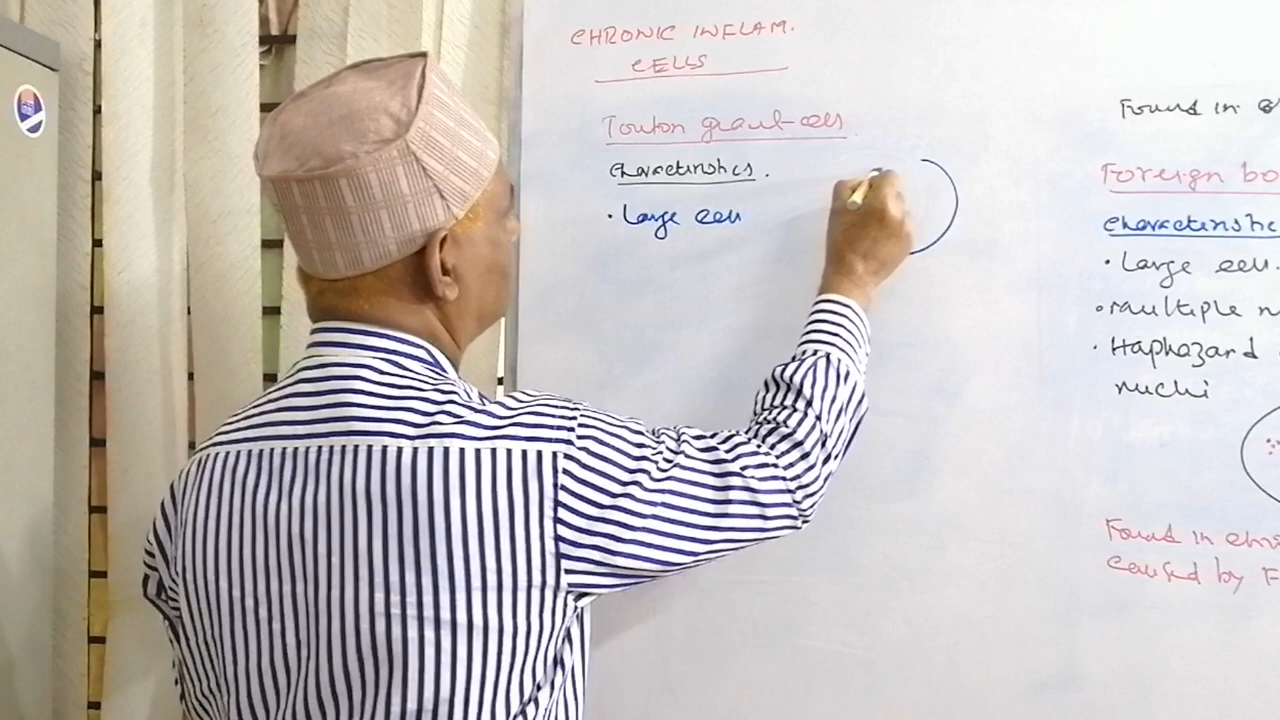 CHRONIC INFLAM.
CELLS
Touton giant cells
Characteristics.
• Large cell
Found in
Foreign bo
Characteristic
• Large cell.
• Multiple n
• Haphazard
nuclei
Found in chro
caused by F